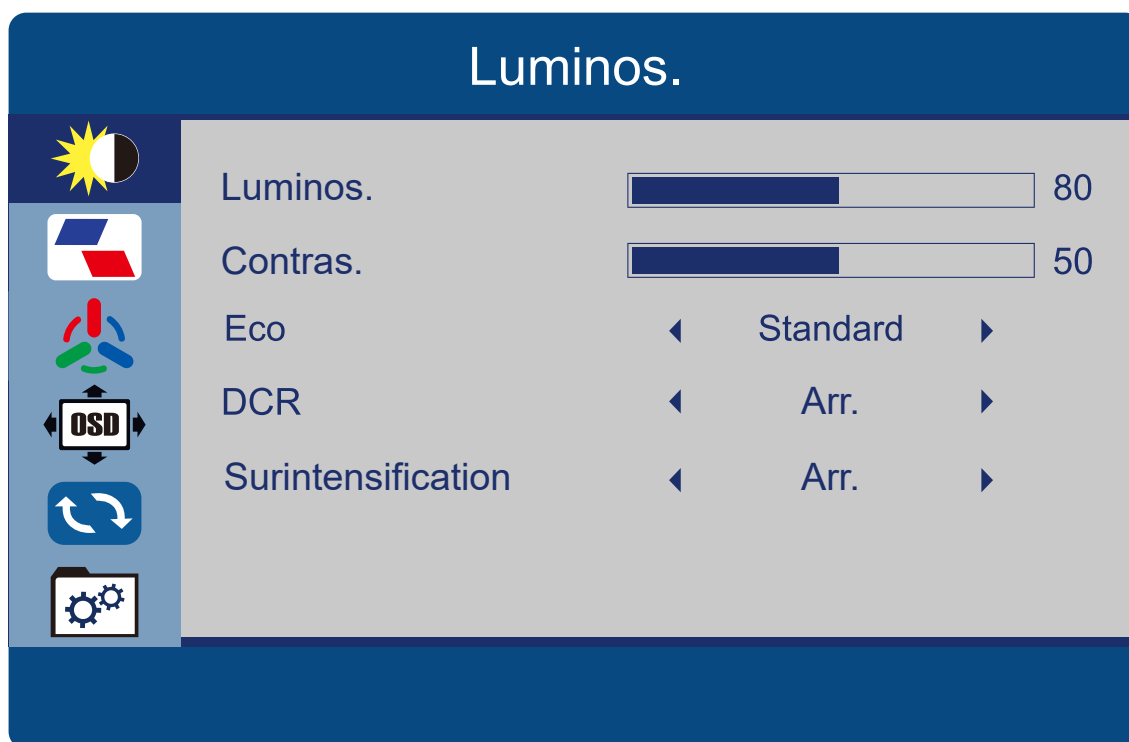 Luminos.
Luminos. 80
Contras. 50
Eco Standard
DCR Arr.
OSD
Surintensification Arr.